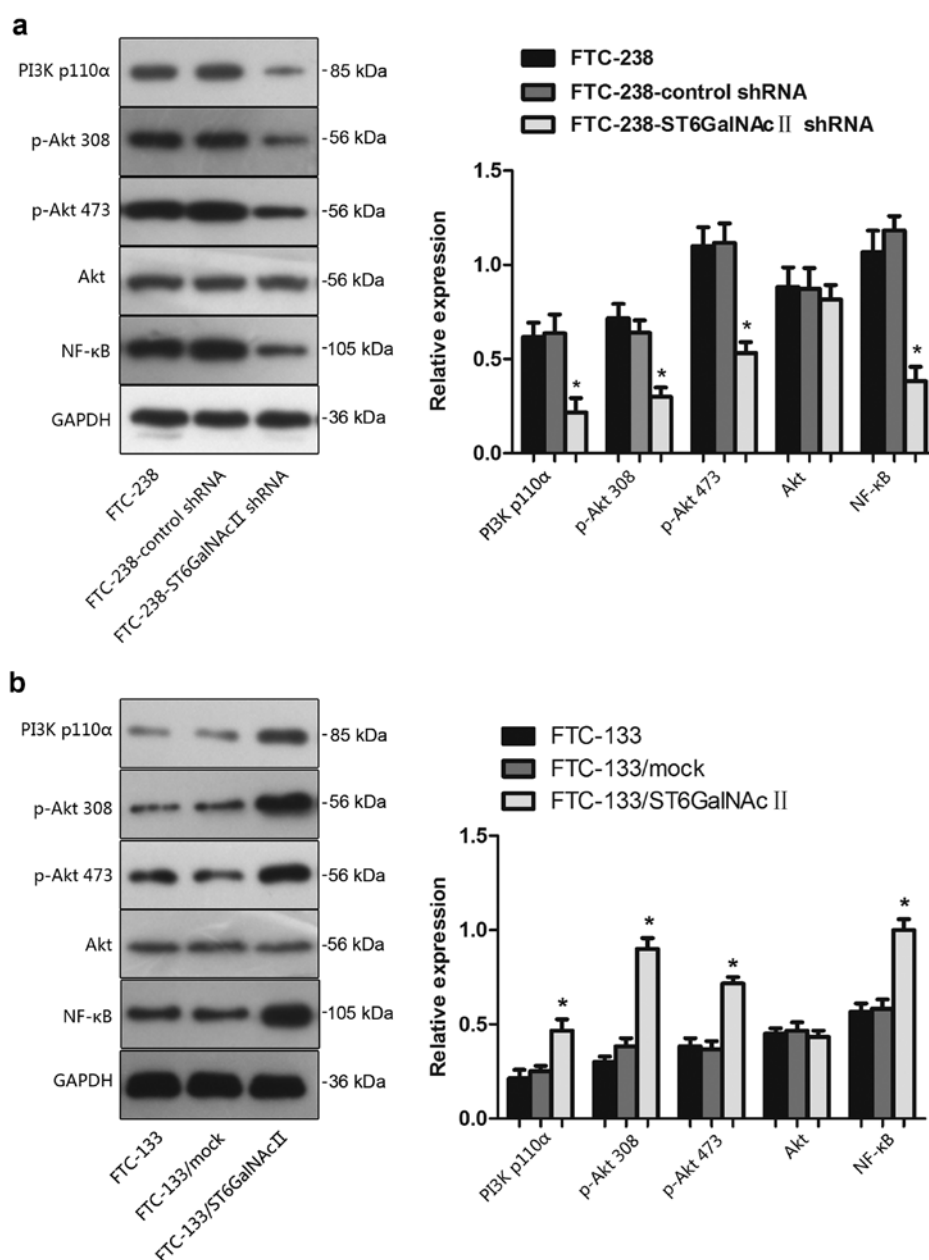 a
PI3K p110α
-85 kDa
p-Akt 308
-56 kDa
p-Akt 473
-56 kDa
Akt
-56 kDa
NF-κB
-105 kDa
GAPDH
-36 kDa
FTC-238
FTC-238-control shRNA
FTC-238-ST6GalNAcⅡ shRNA
FTC-238
FTC-238-control shRNA
FTC-238-ST6GalNAcⅡ shRNA
Relative expression
1.5
1.0
0.5
0.0
*
*
*
*
PI3K p110α
p-Akt 308
p-Akt 473
Akt
NF-κB
b
PI3K p110α
-85 kDa
p-Akt 308
-56 kDa
p-Akt 473
-56 kDa
Akt
-56 kDa
NF-κB
-105 kDa
GAPDH
-36 kDa
FTC-133
FTC-133/mock
FTC-133/ST6GalNAcⅡ
FTC-133
FTC-133/mock
FTC-133/ST6GalNAcⅡ
Relative expression
1.5
1.0
0.5
0.0
*
*
*
*
PI3K p110α
p-Akt 308
p-Akt 473
Akt
NF-κB